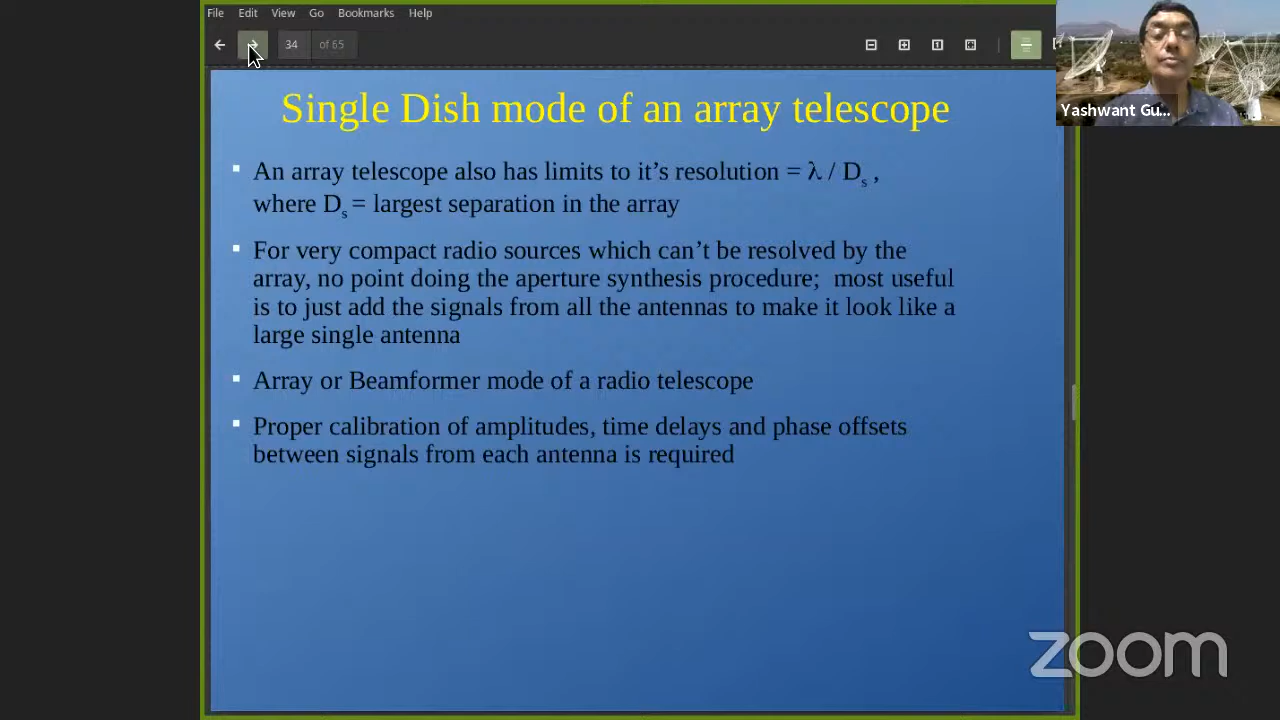 File Edit View Go Bookmarks Help
34 of 65
Single Dish mode of an array telescope
An array telescope also has limits to it’s resolution = λ / Ds ,
where Ds = largest separation in the array
For very compact radio sources which can’t be resolved by the
array, no point doing the aperture synthesis procedure; most useful
is to just add the signals from all the antennas to make it look like a
large single antenna
Array or Beamformer mode of a radio telescope
Proper calibration of amplitudes, time delays and phase offsets
between signals from each antenna is required
Yashwant Gu...
zoom